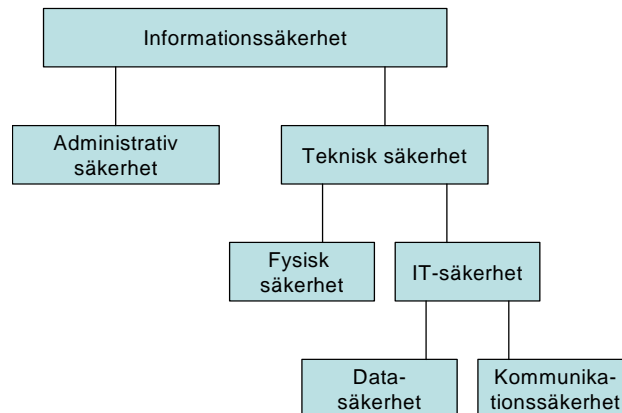 Informationssäkerhet
Administrativ
säkerhet
Teknisk säkerhet
Fysisk
säkerhet
IT-säkerhet
Data-
säkerhet
Kommunika-
tionssäkerhet